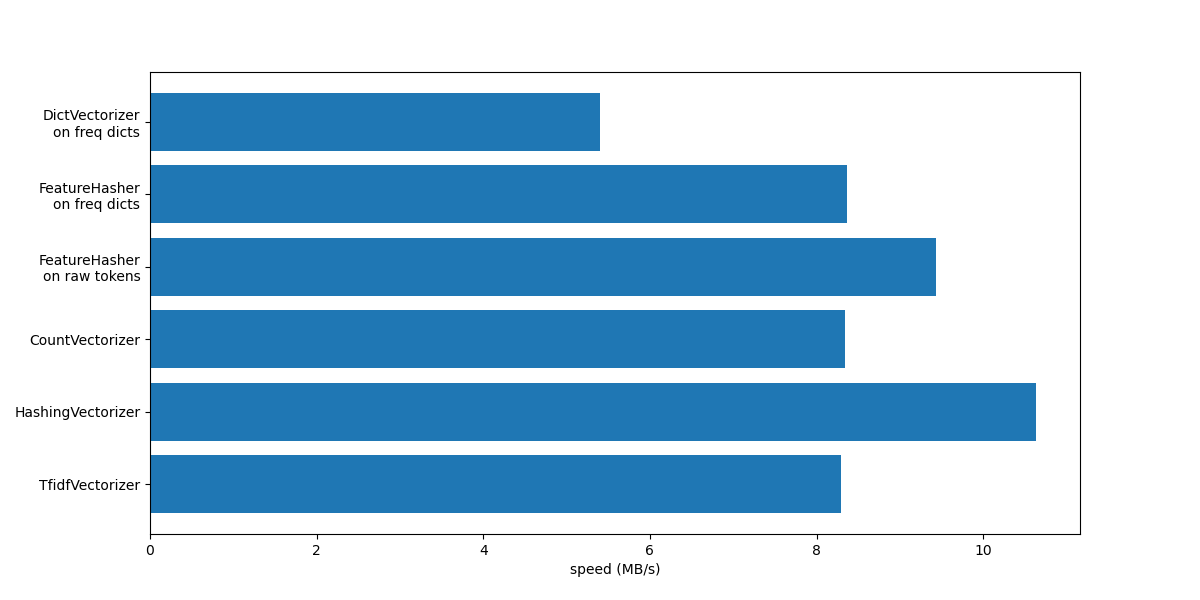 DictVectorizer
on freq dicts
FeatureHasher
on freq dicts
FeatureHasher
on raw tokens
CountVectorizer
HashingVectorizer
TfidfVectorizer
0 2 4 6 8 10
speed (MB/s)